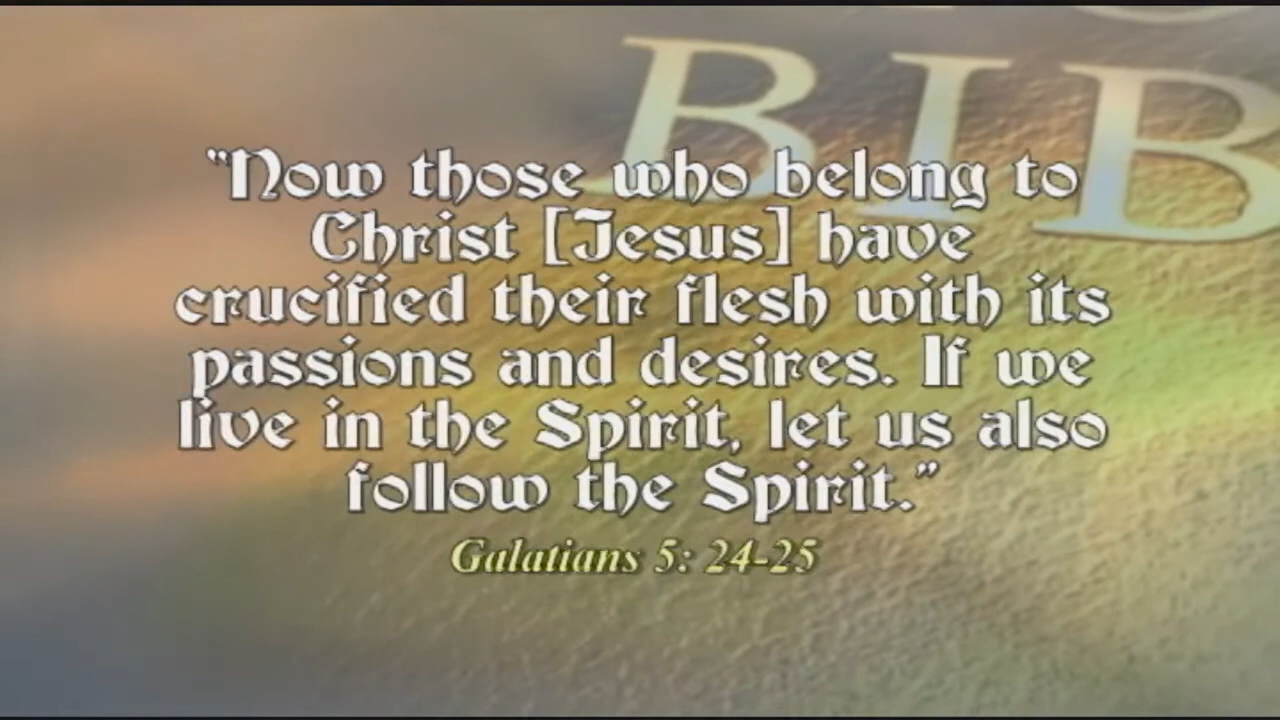 BIB
"Now those who belong to
Christ [Jesus] have
crucified their flesh with its
passions and desires. If we
live in the Spirit, let us also
follow the Spirit."
Galatians 5: 24-25